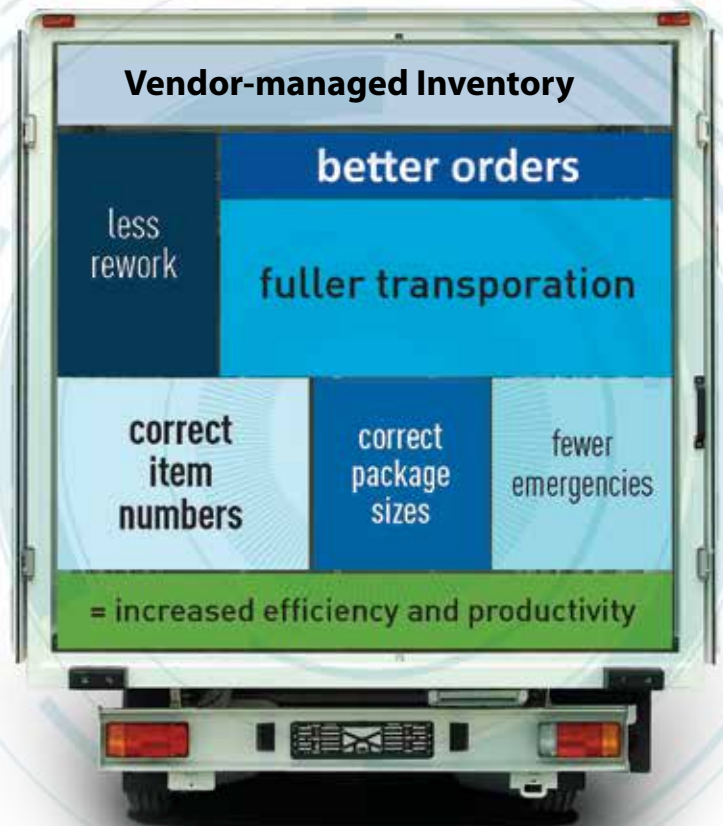 Vendor-managed Inventory
better orders
less
rework
fuller transporation
correct
item
numbers
correct
package
sizes
fewer
emergencies
= increased efficiency and productivity